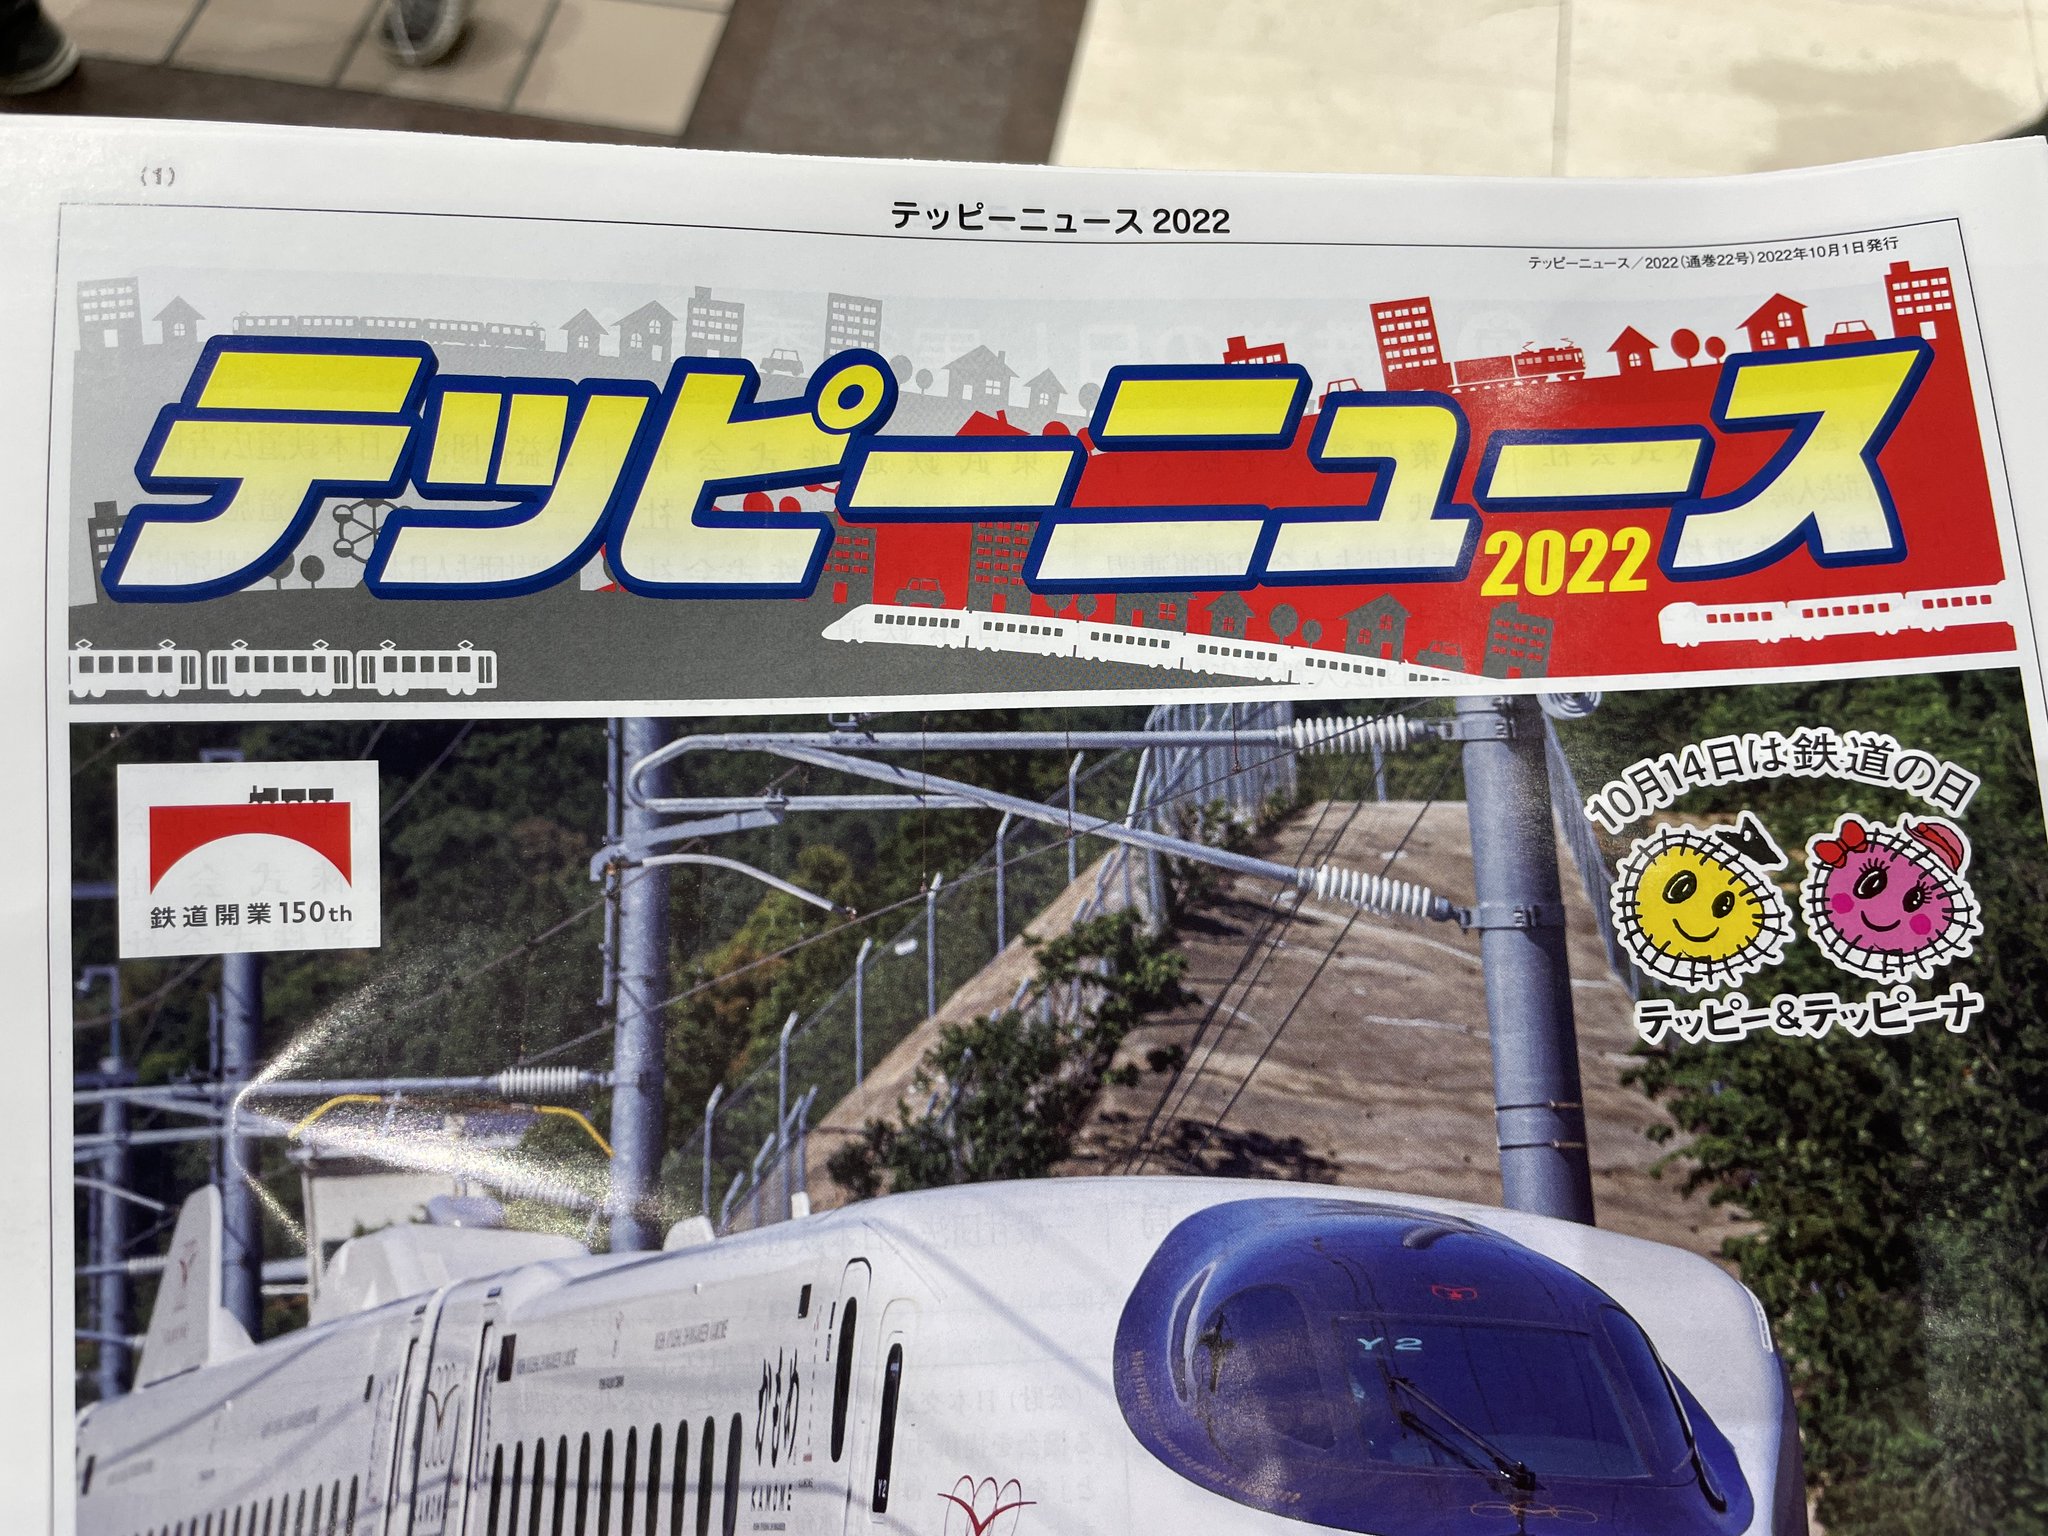 (1)
テッピーニュース 2022
テッピーニュース／2022（通巻22号）2022年10月1日発行
テッピーニュース
2022
10月14日は鉄道の日
鉄道開業150th
テッピー&テッピーナ
Y2
かもめ
KAMOME
Y2